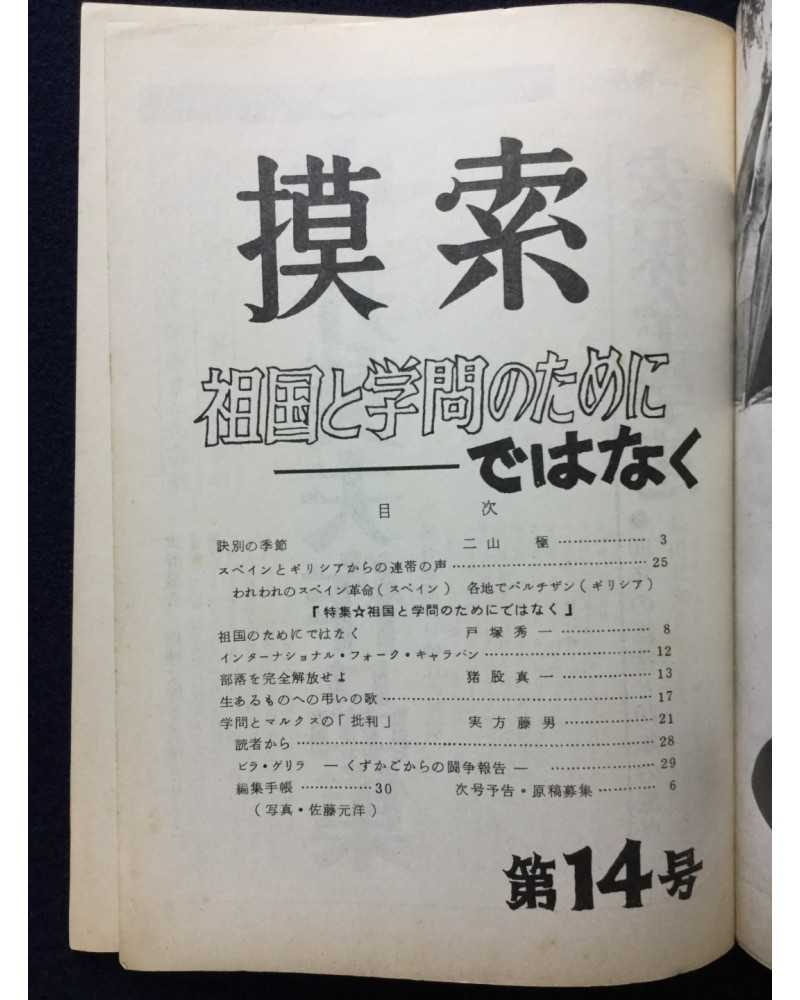 摸索
祖国と学問のために
――ではなく
目 次
訣別の季節 二山 極 ……………… 3
スペインとギリシアからの連帯の声 ……………… 25
われわれのスペイン革命(スペイン) 各地でパルチザン(ギリシア)
『特集☆祖国と学問のためにではなく』
祖国のためにではなく 戸塚秀一 ……………… 8
インターナショナル・フォーク・キャラバン ……………… 12
部落を完全解放せよ 猪股真一 ……………… 13
生あるものへの弔いの歌 ……………… 17
学問とマルクスの「批判」 実方藤男 ……………… 21
読者から ……………… 28
ビラ・ゲリラ ―くずかごからの闘争報告― ……………… 29
編集手帳 ……………… 30 次号予告・原稿募集 ………… 6
(写真・佐藤元洋)
第14号